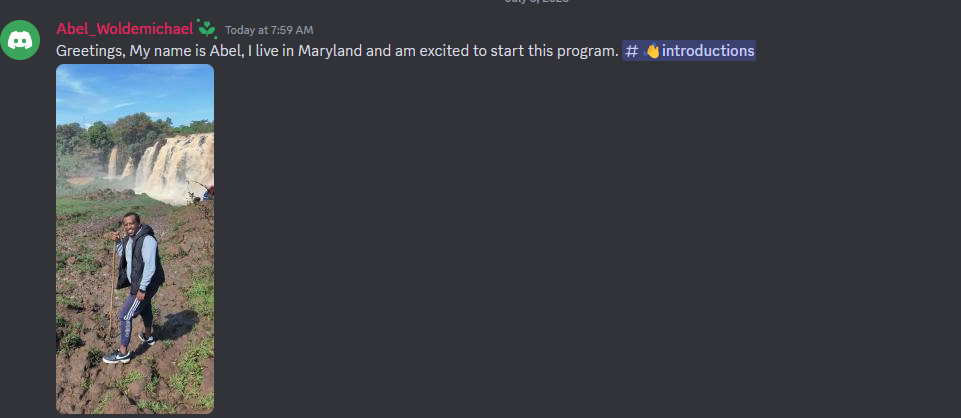 Abel_Woldemichael Today at 7:59 AM
Greetings, My name is Abel, I live in Maryland and am excited to start this program. # 👋introductions